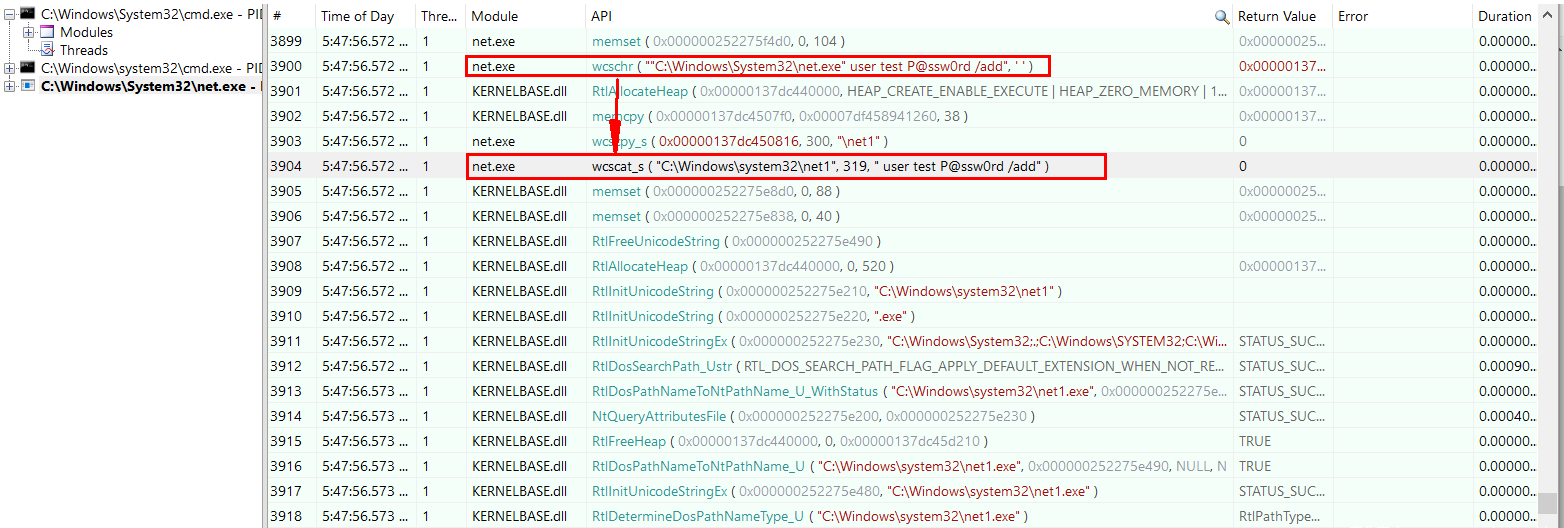 C:\Windows\System32\cmd.exe - PID
Modules
Threads
C:\Windows\system32\cmd.exe - PID
C:\Windows\System32\net.exe -
# Time of Day Thre... Module API Return Value Error Duration
3899 5:47:56.572 ... 1 net.exe memset ( 0x000000252275f4d0, 0, 104 ) 0x00000025... 0.00000...
3900 5:47:56.572 ... 1 net.exe wcschr ( ""C:\Windows\System32\net.exe" user test P@ssw0rd /add", ' ' ) 0x00000137... 0.00000...
3901 5:47:56.572 ... 1 KERNELBASE.dll RtlAllocateHeap ( 0x00000137dc440000, HEAP_CREATE_ENABLE_EXECUTE | HEAP_ZERO_MEMORY | 1... 0x00000137... 0.00000...
3902 5:47:56.572 ... 1 KERNELBASE.dll memcpy ( 0x00000137dc4507f0, 0x00007df458941260, 38 ) 0x00000137... 0.00000...
3903 5:47:56.572 ... 1 net.exe wcscpy_s ( 0x00000137dc450816, 300, "\net1" ) 0 0.00000...
3904 5:47:56.572 ... 1 net.exe wcscat_s ( "C:\Windows\system32\net1", 319, " user test P@ssw0rd /add" ) 0 0.00000...
3905 5:47:56.572 ... 1 KERNELBASE.dll memset ( 0x000000252275e8d0, 0, 88 ) 0x00000025... 0.00000...
3906 5:47:56.572 ... 1 KERNELBASE.dll memset ( 0x000000252275e838, 0, 40 ) 0x00000025... 0.00000...
3907 5:47:56.572 ... 1 KERNELBASE.dll RtlFreeUnicodeString ( 0x000000252275e490 ) 0.00000...
3908 5:47:56.572 ... 1 KERNELBASE.dll RtlAllocateHeap ( 0x00000137dc440000, 0, 520 ) 0x00000137... 0.00000...
3909 5:47:56.572 ... 1 KERNELBASE.dll RtlInitUnicodeString ( 0x000000252275e210, "C:\Windows\system32\net1" ) 0.00000...
3910 5:47:56.572 ... 1 KERNELBASE.dll RtlInitUnicodeString ( 0x000000252275e220, ".exe" ) 0.00000...
3911 5:47:56.572 ... 1 KERNELBASE.dll RtlInitUnicodeStringEx ( 0x000000252275e230, "C:\Windows\System;.;C:\Windows\SYSTEM32;C:\Wi... STATUS_SUC... 0.00000...
3912 5:47:56.572 ... 1 KERNELBASE.dll RtlDosSearchPath_Ustr ( RTL_DOS_SEARCH_PATH_FLAG_APPLY_DEFAULT_EXTENSION_WHEN_NOT_RE... STATUS_SUC... 0.00090...
3913 5:47:56.572 ... 1 KERNELBASE.dll RtlDosPathNameToNtPathName_U_WithStatus ( "C:\Windows\system32\net1.exe", 0x000000252275e... STATUS_SUC... 0.00000...
3914 5:47:56.572 ... 1 KERNELBASE.dll NtQueryAttributesFile ( 0x000000252275e200, 0x000000252275e230 ) STATUS_SUC... 0.00040...
3915 5:47:56.573 ... 1 KERNELBASE.dll RtlFreeHeap ( 0x00000137dc440000, 0, 0x00000137dc45d210 ) TRUE 0.00000...
3916 5:47:56.573 ... 1 KERNELBASE.dll RtlDosPathNameToNtPathName_U ( "C:\Windows\system32\net1.exe", 0x000000252275e490, NULL, N TRUE 0.00000...
3917 5:47:56.573 ... 1 KERNELBASE.dll RtlInitUnicodeStringEx ( 0x000000252275e480, "C:\Windows\system32\net1.exe" ) STATUS_SUC... 0.00000...
3918 5:47:56.573 ... 1 KERNELBASE.dll RtlDetermineDosPathNameType_U ( "C:\Windows\system32\net1.exe" ) RtlPathType... 0.00000...